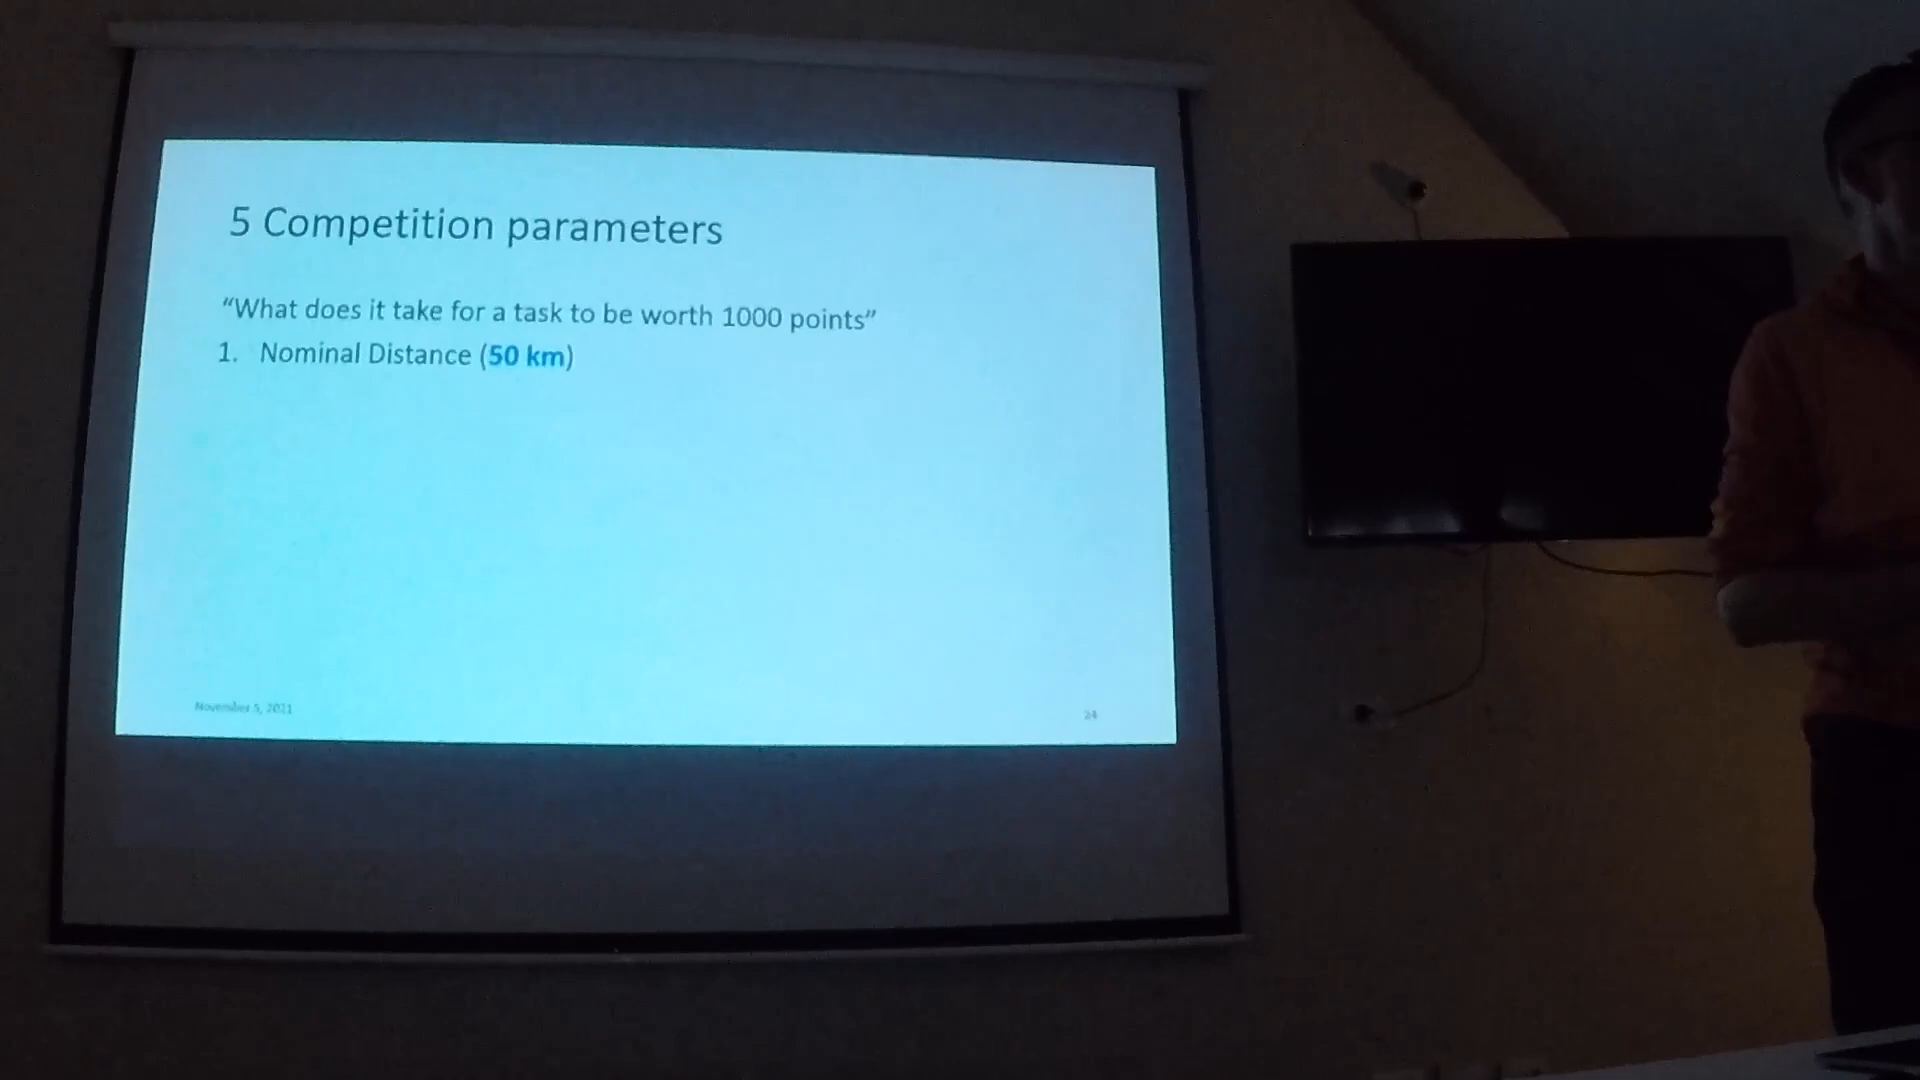 5 Competition parameters
“What does it take for a task to be worth 1000 points”
1. Nominal Distance (50 km)
November 5, 2021
24